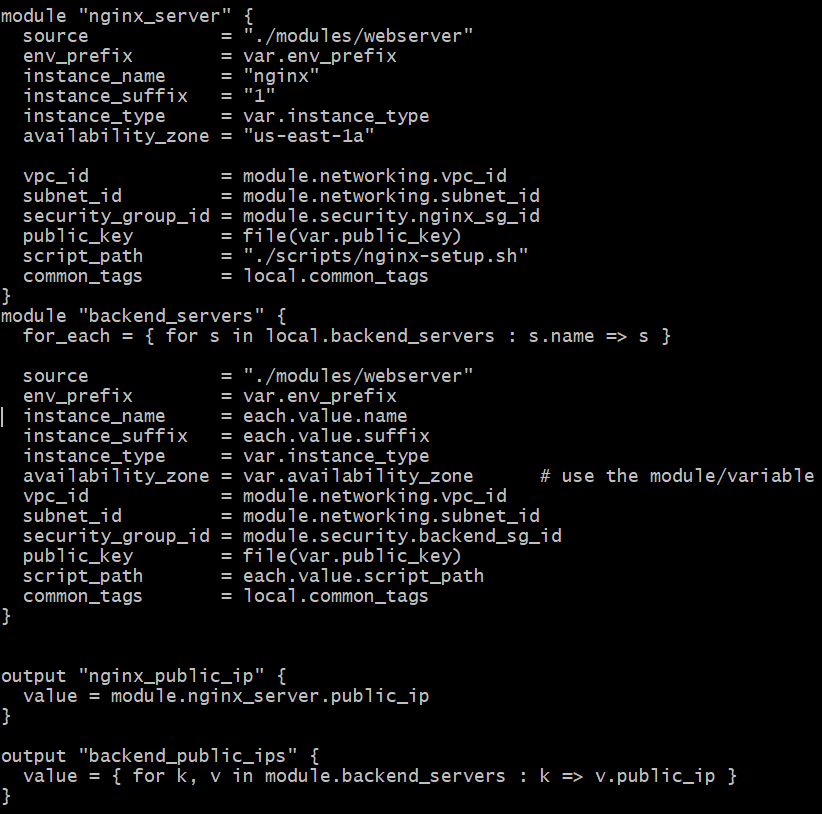 module "nginx_server" {
  source            = "./modules/webserver"
  env_prefix        = var.env_prefix
  instance_name     = "nginx"
  instance_suffix   = "1"
  instance_type     = var.instance_type
  availability_zone = "us-east-1a"

  vpc_id            = module.networking.vpc_id
  subnet_id         = module.networking.subnet_id
  security_group_id = module.security.nginx_sg_id
  public_key        = file(var.public_key)
  script_path       = "./scripts/nginx-setup.sh"
  common_tags       = local.common_tags
}
module "backend_servers" {
  for_each = { for s in local.backend_servers : s.name => s }

  source            = "./modules/webserver"
  env_prefix        = var.env_prefix
  instance_name     = each.value.name
  instance_suffix   = each.value.suffix
  instance_type     = var.instance_type
  availability_zone = var.availability_zone      # use the module/variable
  vpc_id            = module.networking.vpc_id
  subnet_id         = module.networking.subnet_id
  security_group_id = module.security.backend_sg_id
  public_key        = file(var.public_key)
  script_path       = each.value.script_path
  common_tags       = local.common_tags
}


output "nginx_public_ip" {
  value = module.nginx_server.public_ip
}

output "backend_public_ips" {
  value = { for k, v in module.backend_servers : k => v.public_ip }
}